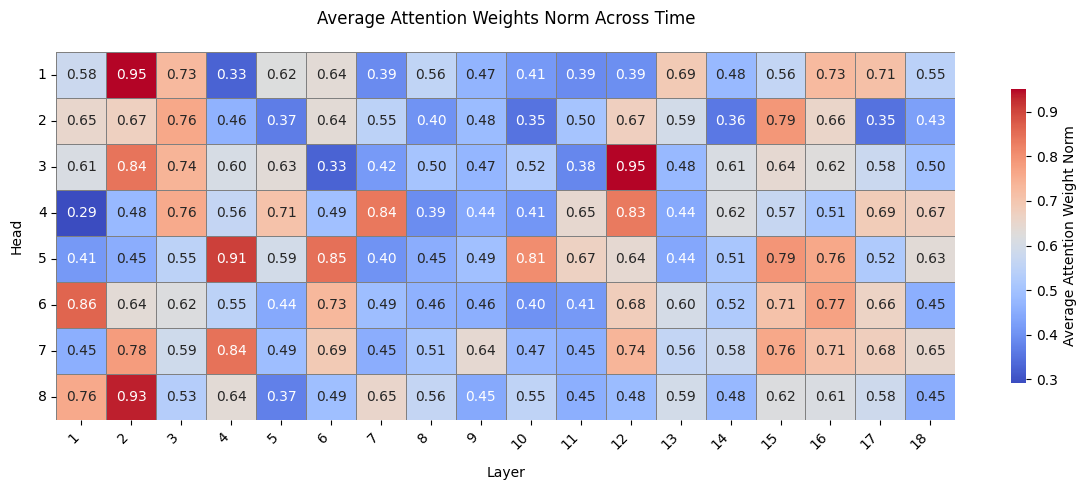 Average Attention Weights Norm Across Time
1 0.58 0.95 0.73 0.33 0.62 0.64 0.39 0.56 0.47 0.41 0.39 0.39 0.69 0.48 0.56 0.73 0.71 0.55
2 0.65 0.67 0.76 0.46 0.37 0.64 0.55 0.40 0.48 0.35 0.50 0.67 0.59 0.36 0.79 0.66 0.35 0.43
3 0.61 0.84 0.74 0.60 0.63 0.33 0.42 0.50 0.47 0.52 0.38 0.95 0.48 0.61 0.64 0.62 0.58 0.50
4 0.29 0.48 0.76 0.56 0.71 0.49 0.84 0.39 0.44 0.41 0.65 0.83 0.44 0.62 0.57 0.51 0.69 0.67
5 0.41 0.45 0.55 0.91 0.59 0.85 0.40 0.45 0.49 0.81 0.67 0.64 0.44 0.51 0.79 0.76 0.52 0.63
6 0.86 0.64 0.62 0.55 0.44 0.73 0.49 0.46 0.46 0.40 0.41 0.68 0.60 0.52 0.71 0.77 0.66 0.45
7 0.45 0.78 0.59 0.84 0.49 0.69 0.45 0.51 0.64 0.47 0.45 0.74 0.56 0.58 0.76 0.71 0.68 0.65
8 0.76 0.93 0.53 0.64 0.37 0.49 0.65 0.56 0.45 0.55 0.45 0.48 0.59 0.48 0.62 0.61 0.58 0.45
1 2 3 4 5 6 7 8 9 10 11 12 13 14 15 16 17 18
Layer
Head
0.9
0.8
0.7
0.6
0.5
0.4
0.3
Average Attention Weight Norm